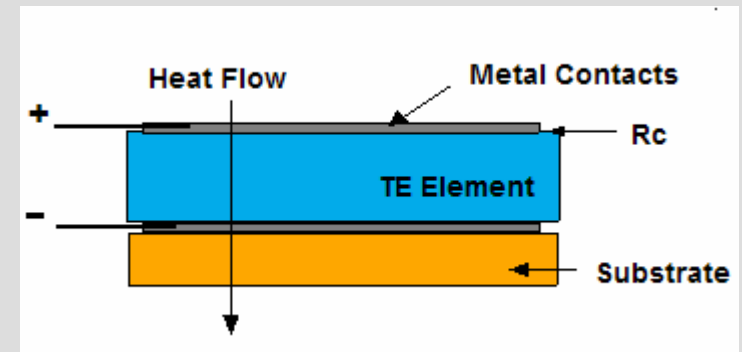 Heat Flow
Metal Contacts
+
Rc
TE Element
-
Substrate